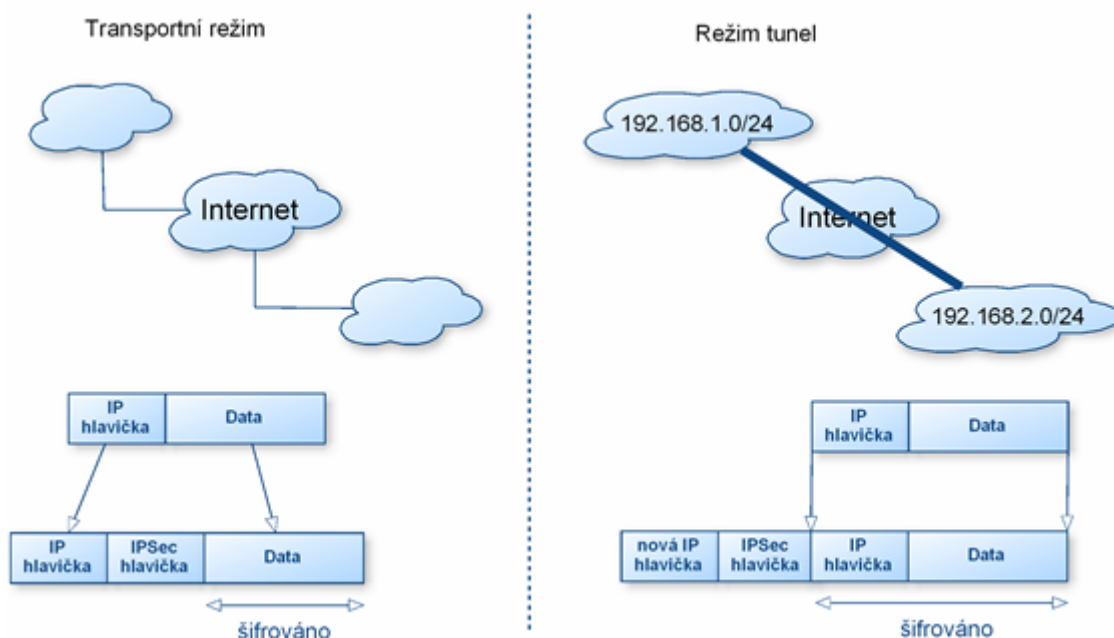 Transportní režim
Internet
IP
hlavička
Data
IP
hlavička
IPSec
hlavička
Data
šifrováno
Režim tunel
192.168.1.0/24
Internet
192.168.2.0/24
IP
hlavička
Data
nová IP
hlavička
IPSec
hlavička
IP
hlavička
Data
šifrováno